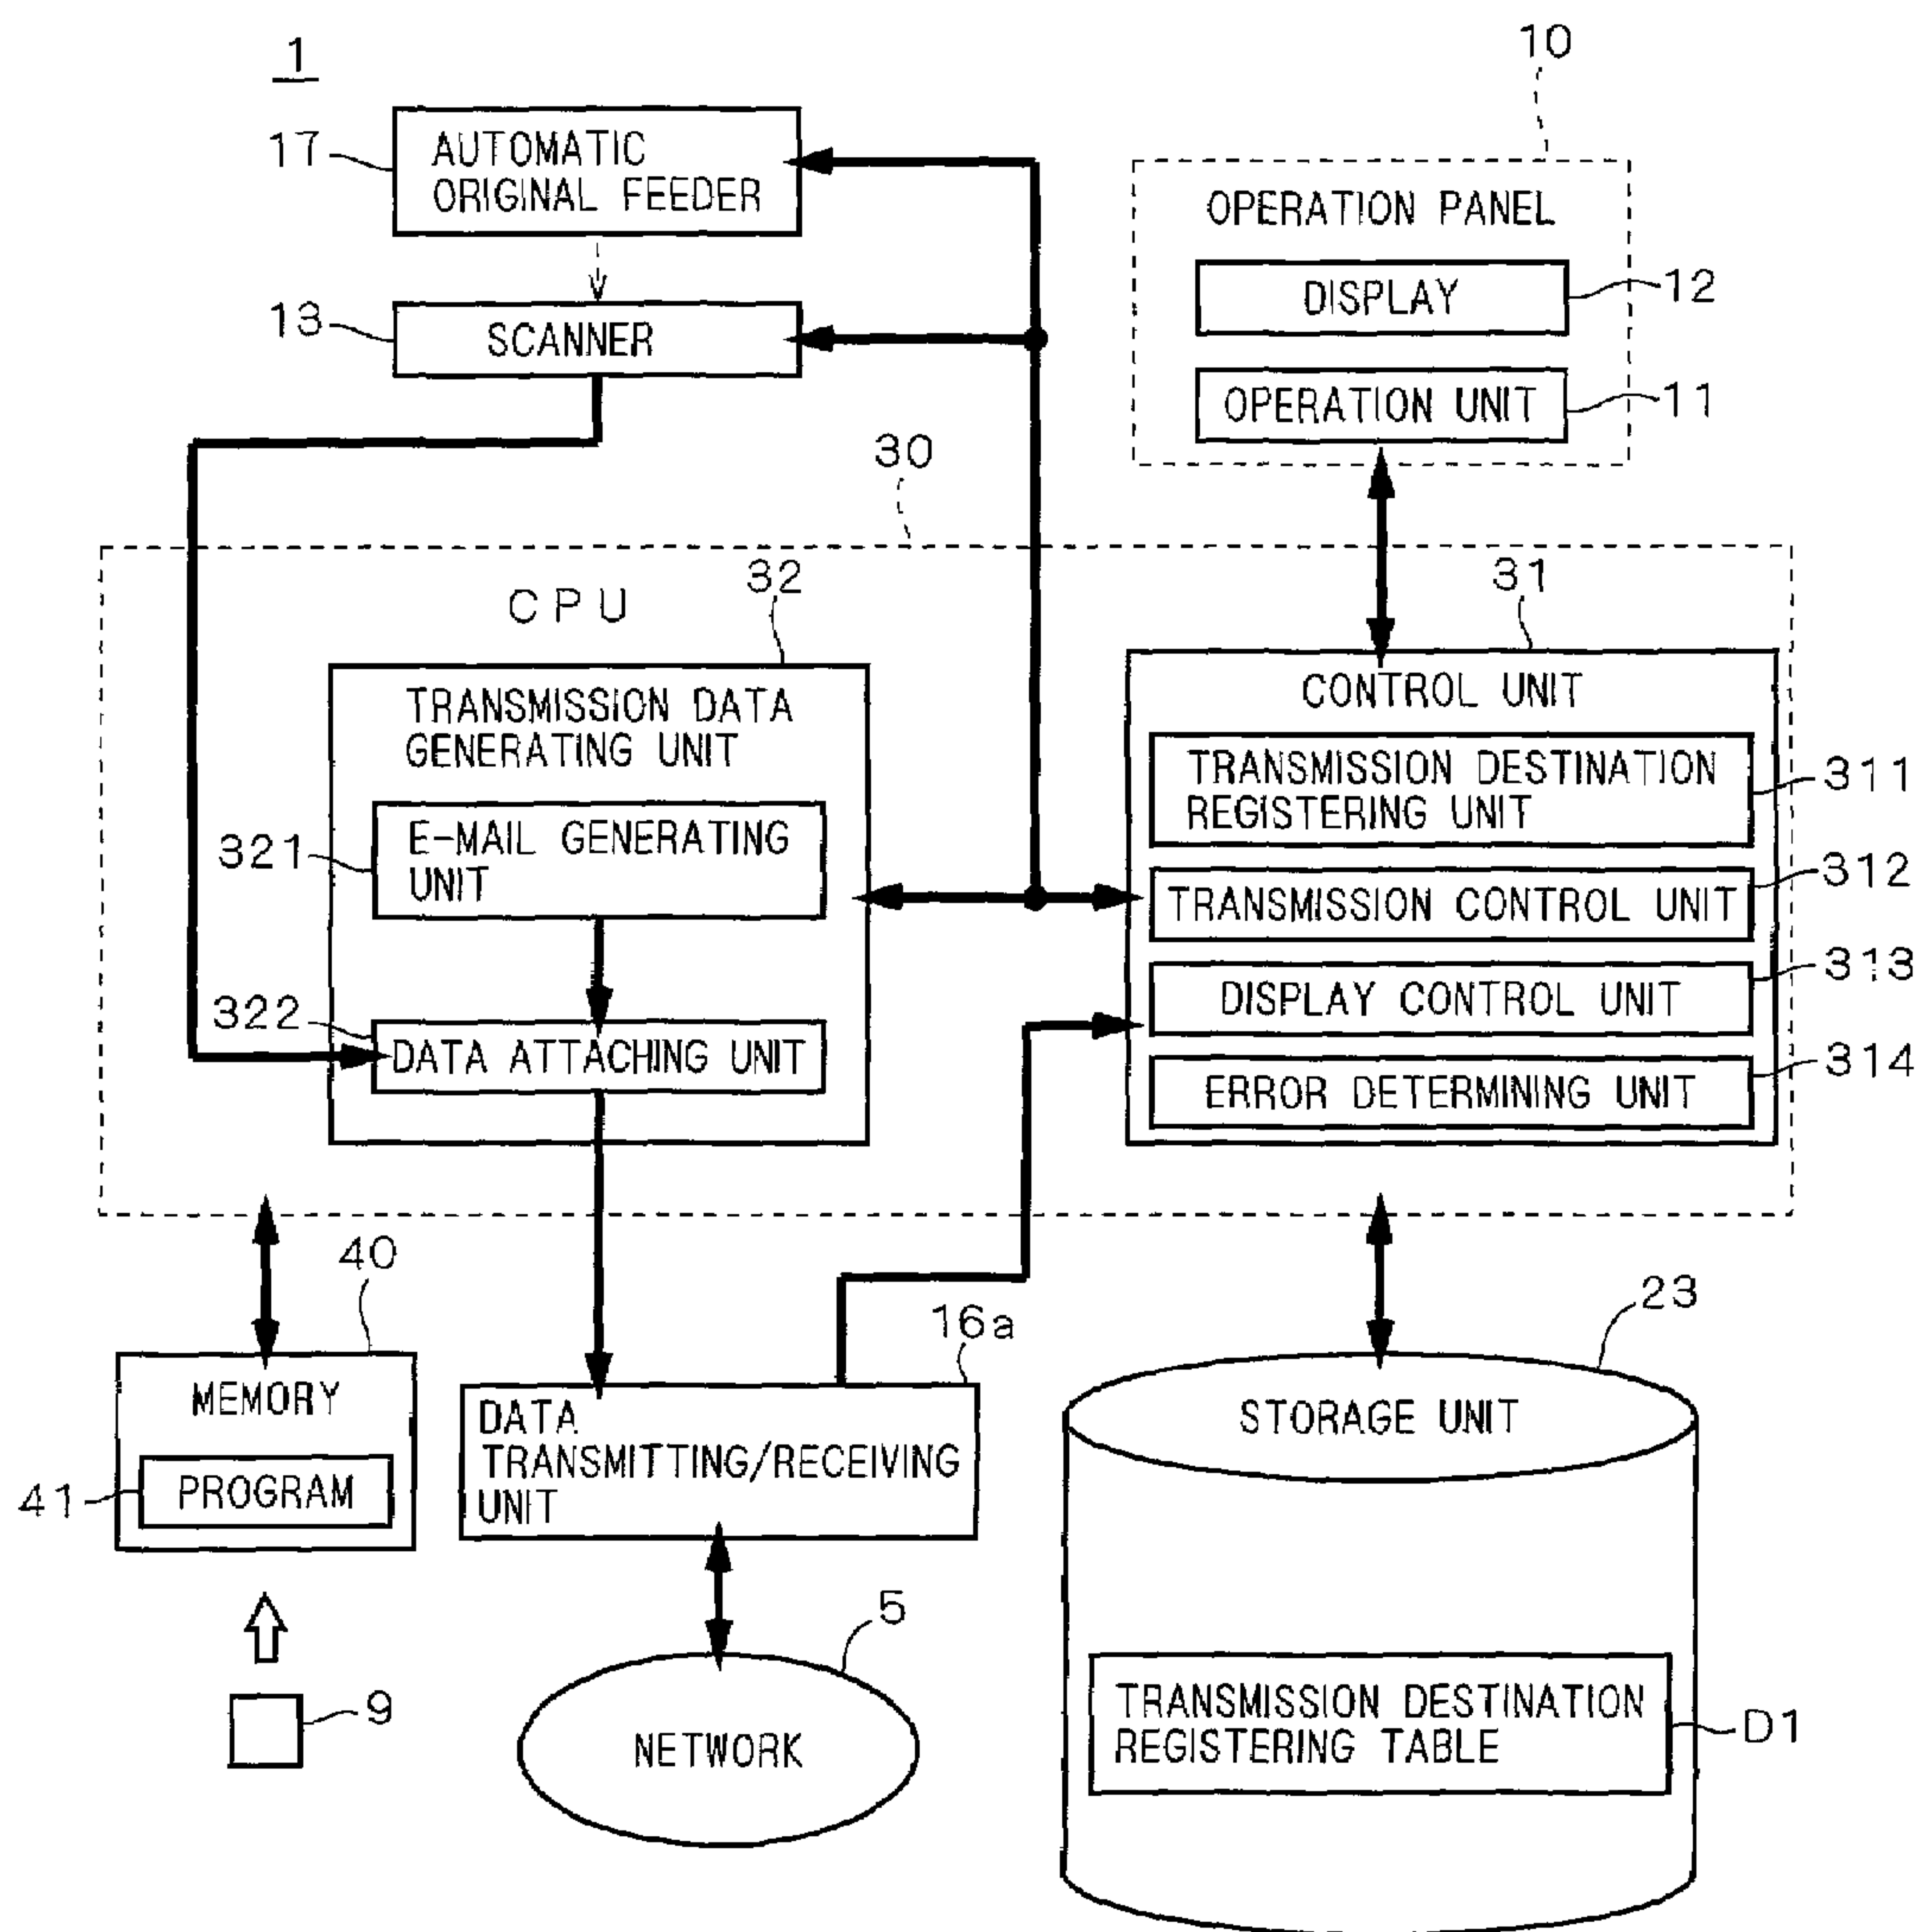 1
10
17
AUTOMATIC
ORIGINAL FEEDER
OPERATION PANEL
DISPLAY
12
13
SCANNER
OPERATION UNIT
11
30
CPU
32
31
TRANSMISSION DATA
GENERATING UNIT
CONTROL UNIT
TRANSMISSION DESTINATION
REGISTERING UNIT
311
321
E-MAIL GENERATING
UNIT
TRANSMISSION CONTROL UNIT
312
DISPLAY CONTROL UNIT
313
322
DATA ATTACHING UNIT
ERROR DETERMINING UNIT
314
40
16a
23
MEMORY
41
PROGRAM
DATA
TRANSMITTING/RECEIVING
UNIT
STORAGE UNIT
5
9
NETWORK
TRANSMISSION DESTINATION
REGISTERING TABLE
D1